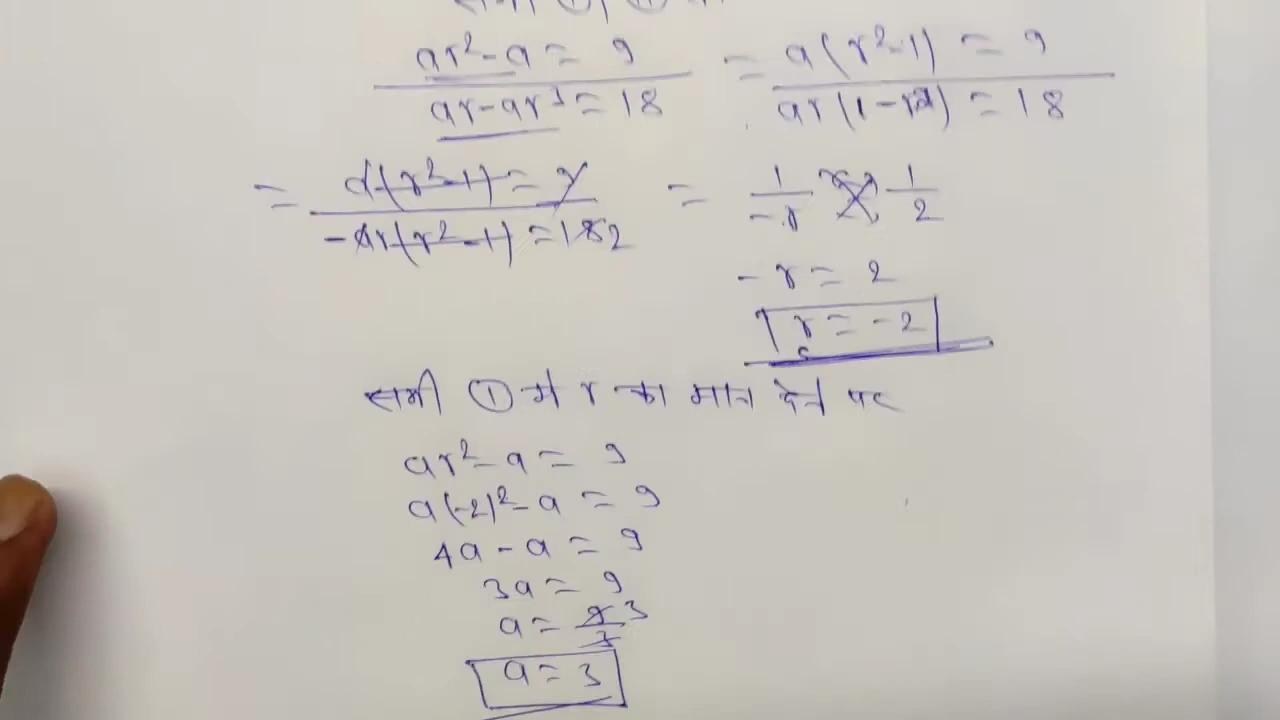 ar² - a = 9
ar - ar³ = 18
= a(r² - 1) = 9
ar(1 - r²) = 18
= a(r² - 1) = 9
-ar(r² - 1) = 18 2
= 1/-r 1/2
- r = 2
r = -2
समी ① में r का मान देने पर
ar² - a = 9
a(-2)² - a = 9
4a - a = 9
3a = 9
a = 9/3 3
a = 3